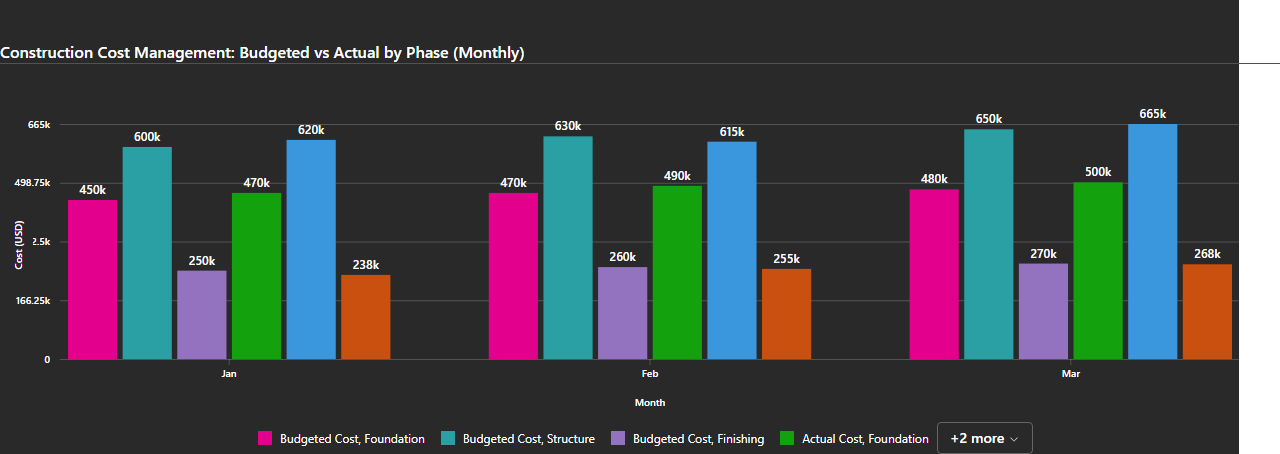 Construction Cost Management: Budgeted vs Actual by Phase (Monthly)
665k
498.75k
2.5k
166.25k
0
Cost (USD)
450k
600k
250k
470k
620k
238k
470k
630k
260k
490k
615k
255k
480k
650k
270k
500k
665k
268k
Jan
Feb
Mar
Month
Budgeted Cost, Foundation
Budgeted Cost, Structure
Budgeted Cost, Finishing
Actual Cost, Foundation
+2 more